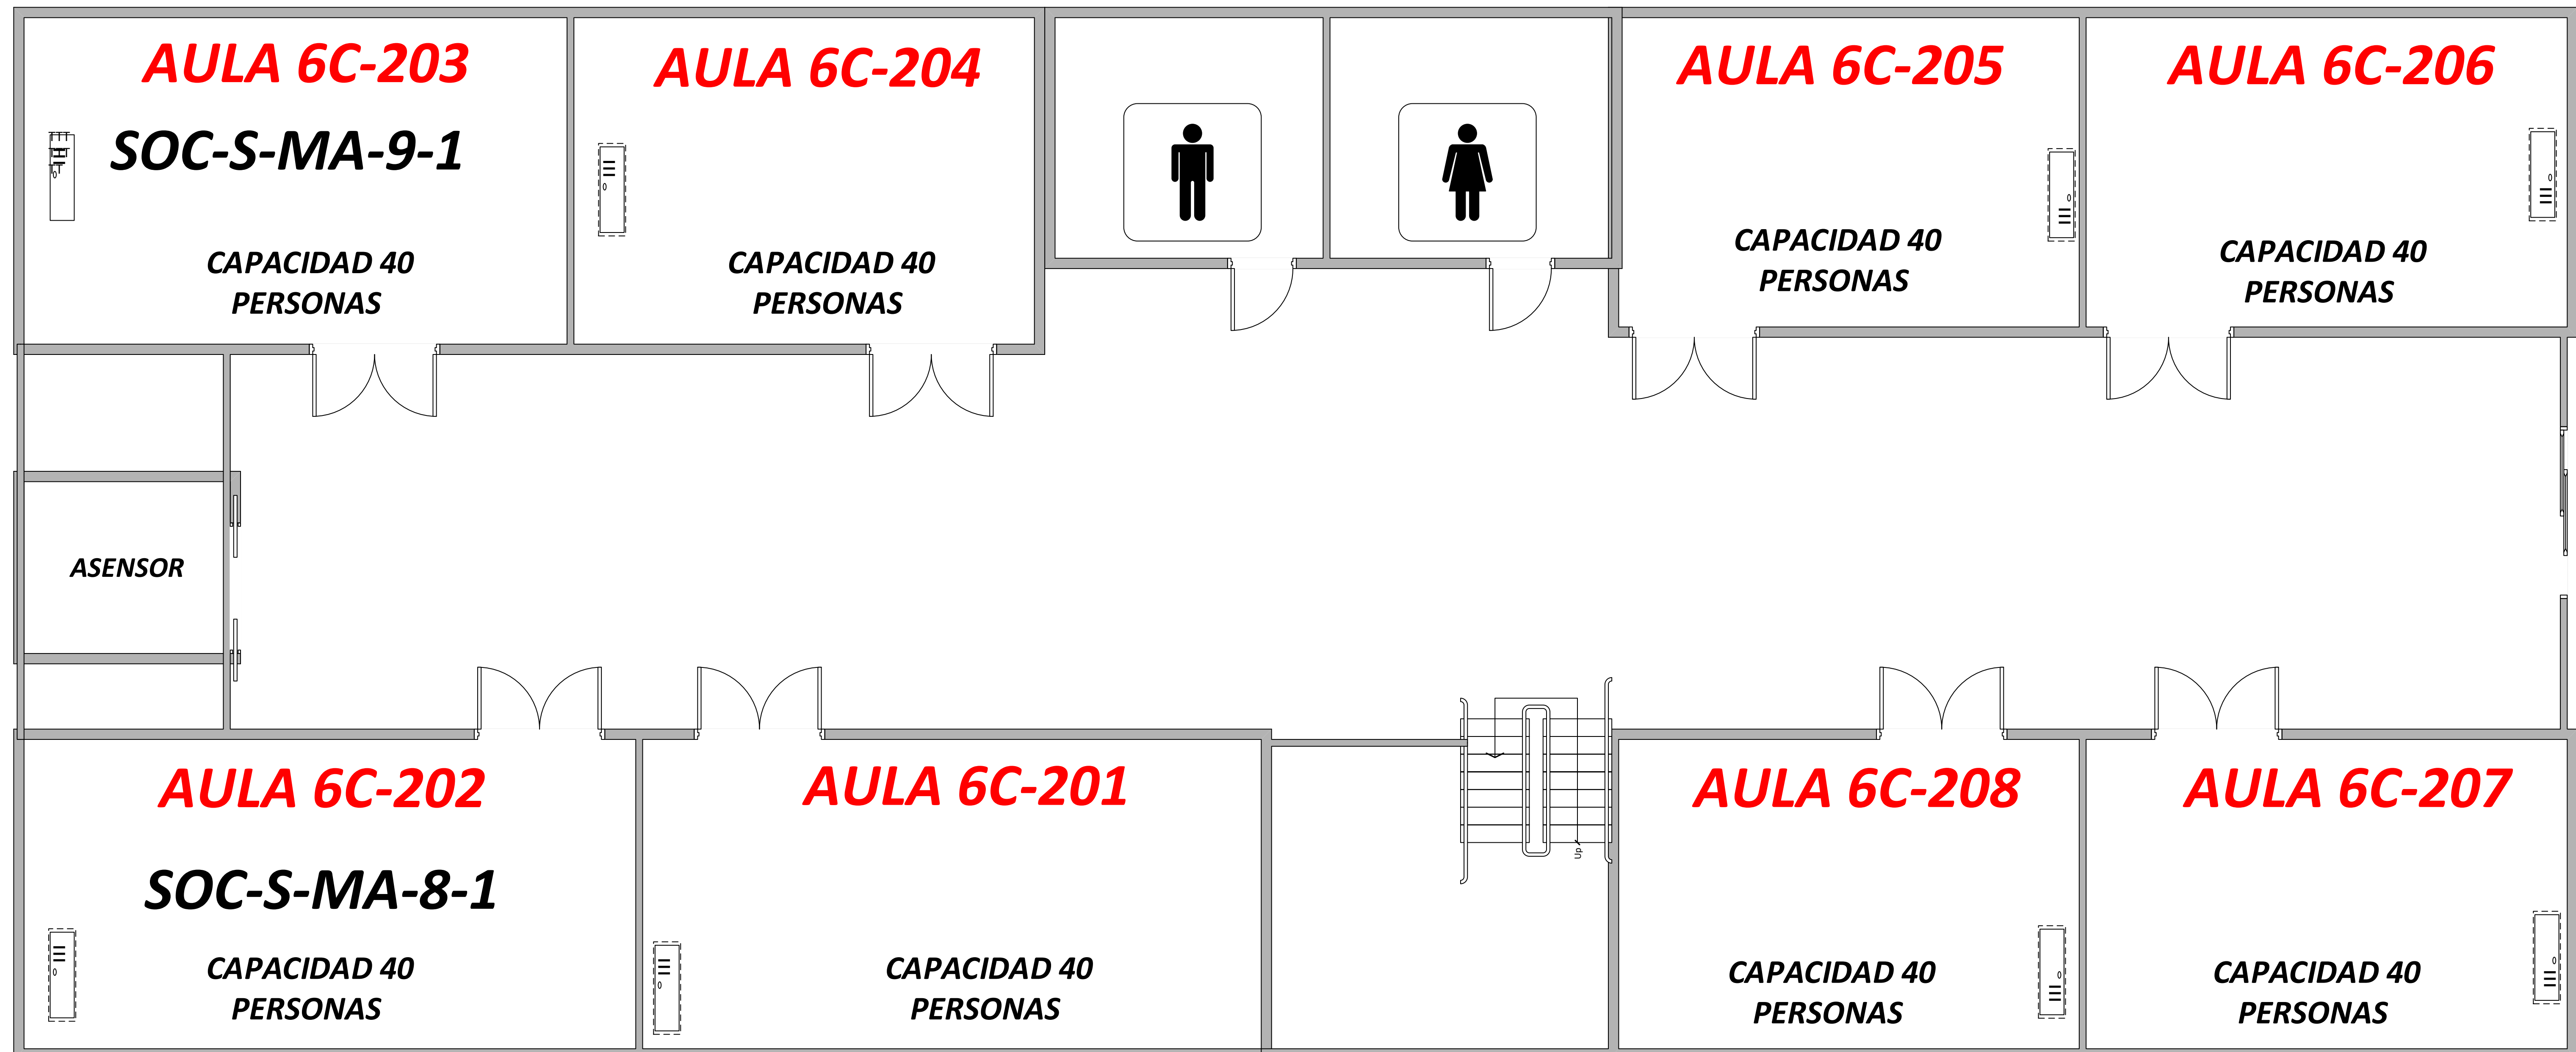 AULA 6C-203
SOC-S-MA-9-1
CAPACIDAD 40
PERSONAS
AULA 6C-204
CAPACIDAD 40
PERSONAS
AULA 6C-205
CAPACIDAD 40
PERSONAS
AULA 6C-206
CAPACIDAD 40
PERSONAS
ASENSOR
AULA 6C-202
SOC-S-MA-8-1
CAPACIDAD 40
PERSONAS
AULA 6C-201
CAPACIDAD 40
PERSONAS
Up
AULA 6C-208
CAPACIDAD 40
PERSONAS
AULA 6C-207
CAPACIDAD 40
PERSONAS